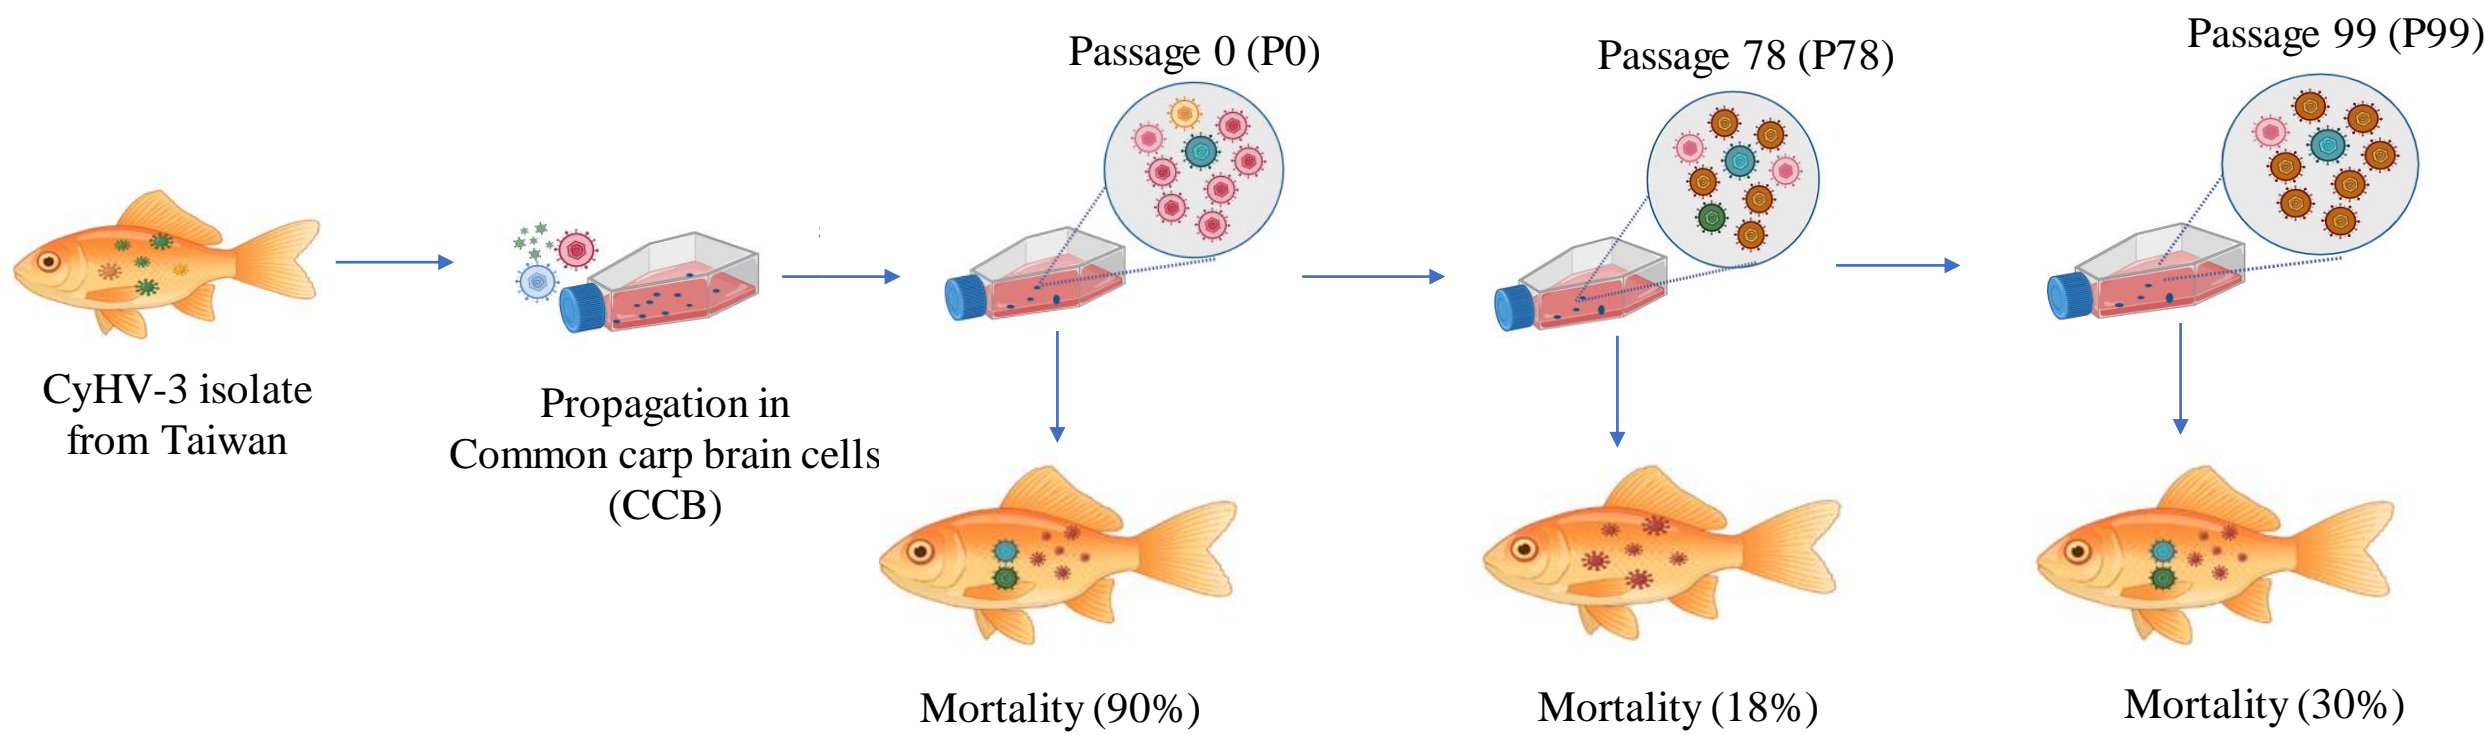 Passage 0 (P0)
Passage 78 (P78)
Passage 99 (P99)
CyHV-3 isolate
from Taiwan
Propagation in
Common carp brain cells
(CCB)
Mortality (90%)
Mortality (18%)
Mortality (30%)